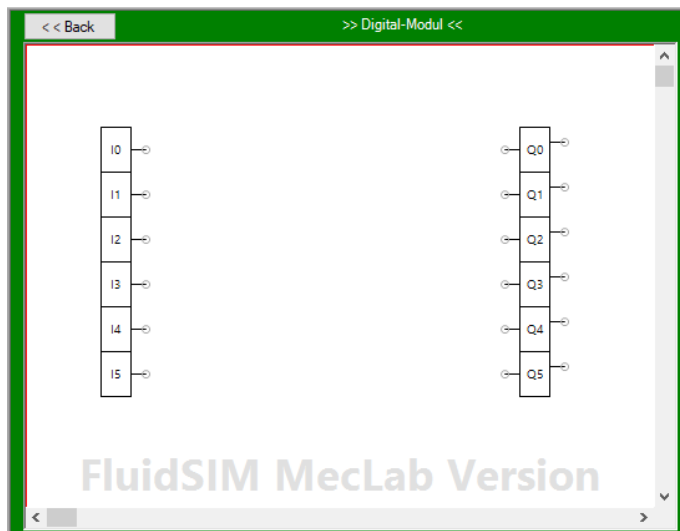 < < Back
>> Digital-Modul <<
I0
Q0
I1
Q1
I2
Q2
I3
Q3
I4
Q4
I5
Q5
FluidSIM MecLab Version